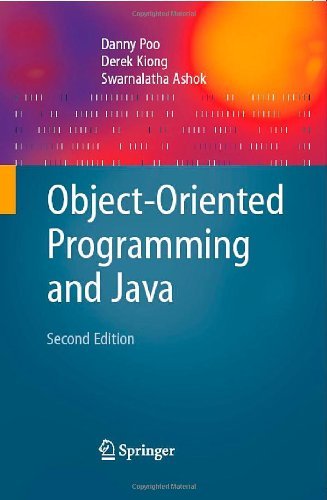 Danny Poo
Derek Kiong
Swarnalatha Ashok
Object-Oriented
Programming
and Java
Second Edition
Springer